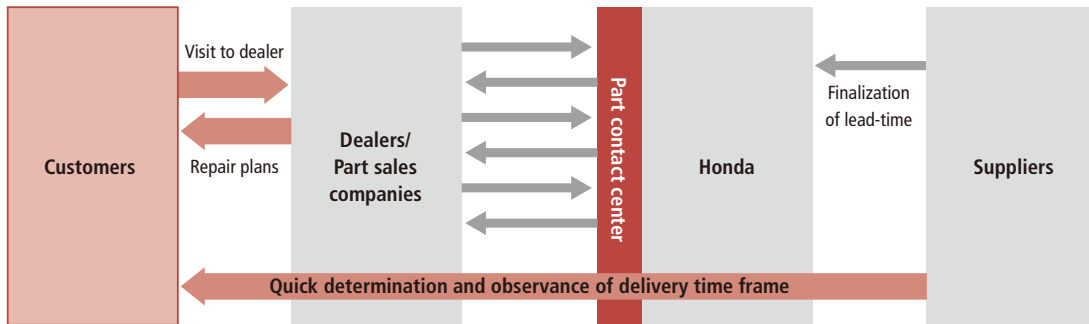 Customers
Visit to dealer
Repair plans
Dealers/
Part sales
companies
Part contact center
Honda
Finalization
of lead-time
Suppliers
Quick determination and observance of delivery time frame